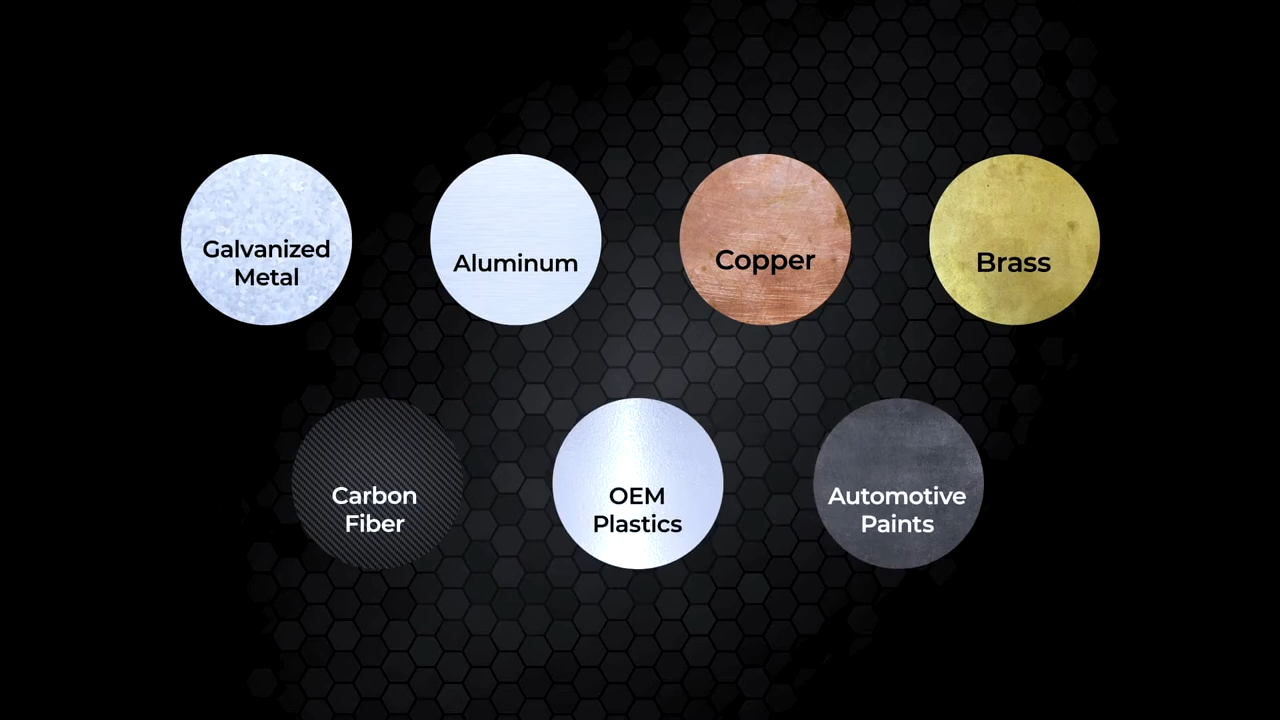 Galvanized
Metal
Aluminum
Copper
Brass
Carbon
Fiber
OEM
Plastics
Automotive
Paints